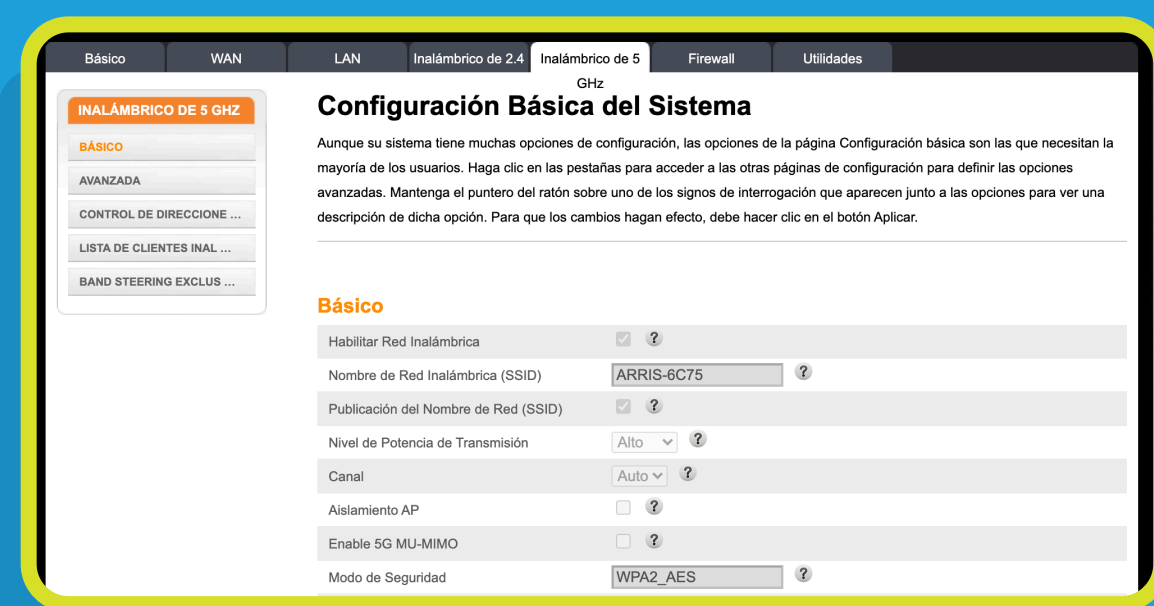 Básico WAN LAN Inalámbrico de 2.4 Inalámbrico de 5 GHz Firewall Utilidades
INALÁMBRICO DE 5 GHZ
BÁSICO
AVANZADA
CONTROL DE DIRECCIONE ...
LISTA DE CLIENTES INAL ...
BAND STEERING EXCLUS ...
Configuración Básica del Sistema
Aunque su sistema tiene muchas opciones de configuración, las opciones de la página Configuración básica son las que necesitan la
mayoría de los usuarios. Haga clic en las pestañas para acceder a las otras páginas de configuración para definir las opciones
avanzadas. Mantenga el puntero del ratón sobre uno de los signos de interrogación que aparecen junto a las opciones para ver una
descripción de dicha opción. Para que los cambios hagan efecto, debe hacer clic en el botón Aplicar.
Básico
Habilitar Red Inalámbrica ?
Nombre de Red Inalámbrica (SSID) ARRIS-6C75 ?
Publicación del Nombre de Red (SSID) ?
Nivel de Potencia de Transmisión Alto ?
Canal Auto ?
Aislamiento AP ?
Enable 5G MU-MIMO ?
Modo de Seguridad WPA2_AES ?